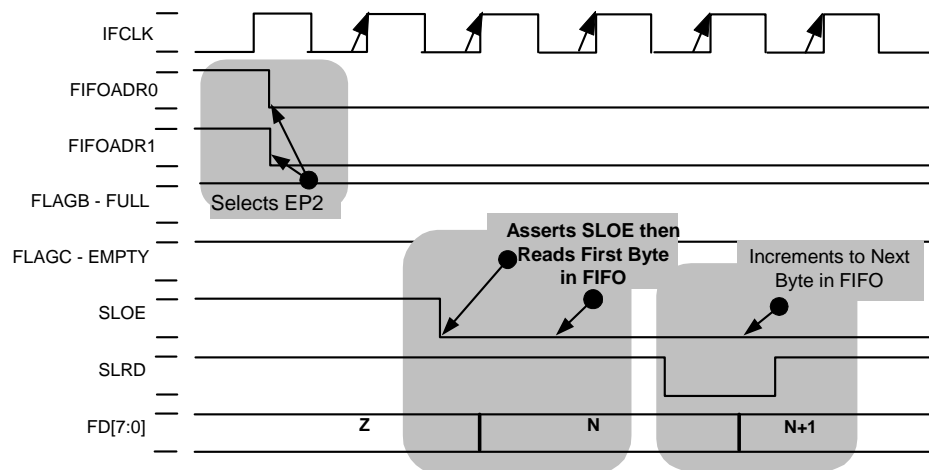 IFCLK
FIFOADR0
FIFOADR1
Selects EP2
FLAGB - FULL
Asserts SLOE then
Reads First Byte
in FIFO
FLAGC - EMPTY
Increments to Next
Byte in FIFO
SLOE
SLRD
FD[7:0]
Z
N
N+1